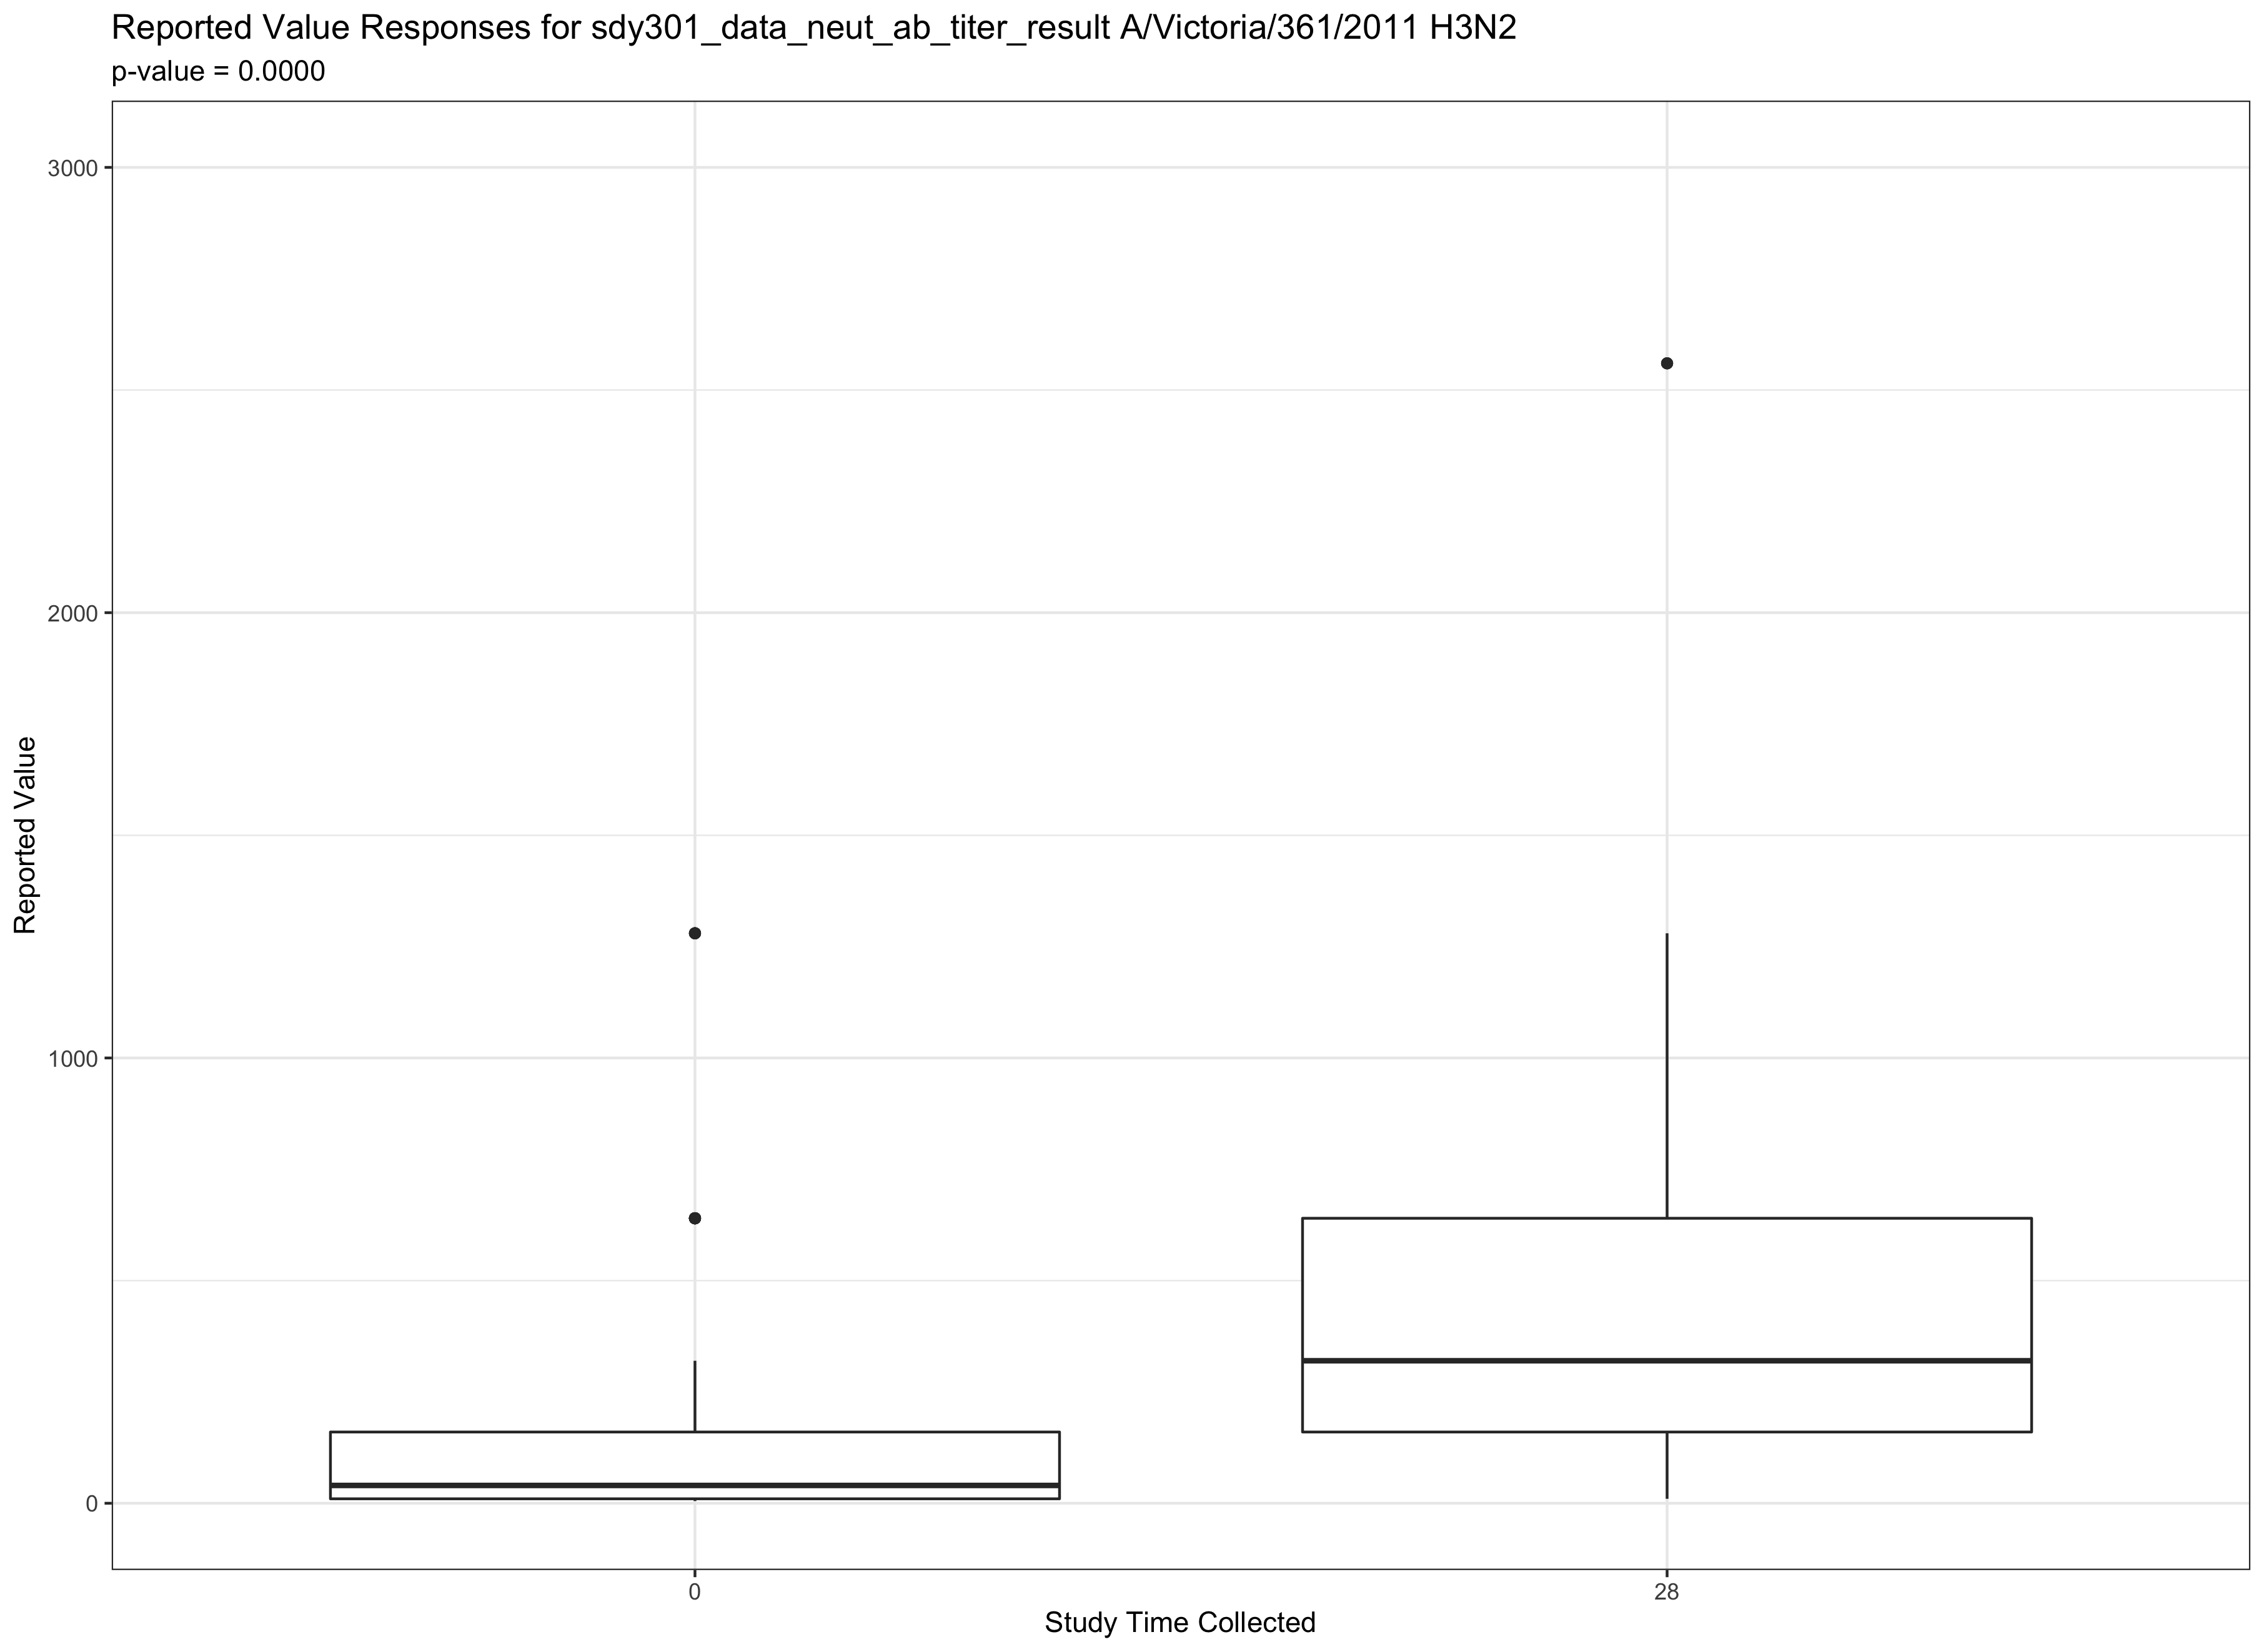 Reported Value Responses for sdy301_data_neut_ab_titer_result A/Victoria/361/2011 H3N2
p-value = 0.0000
3000
2000
1000
0
Reported Value
0 28
Study Time Collected